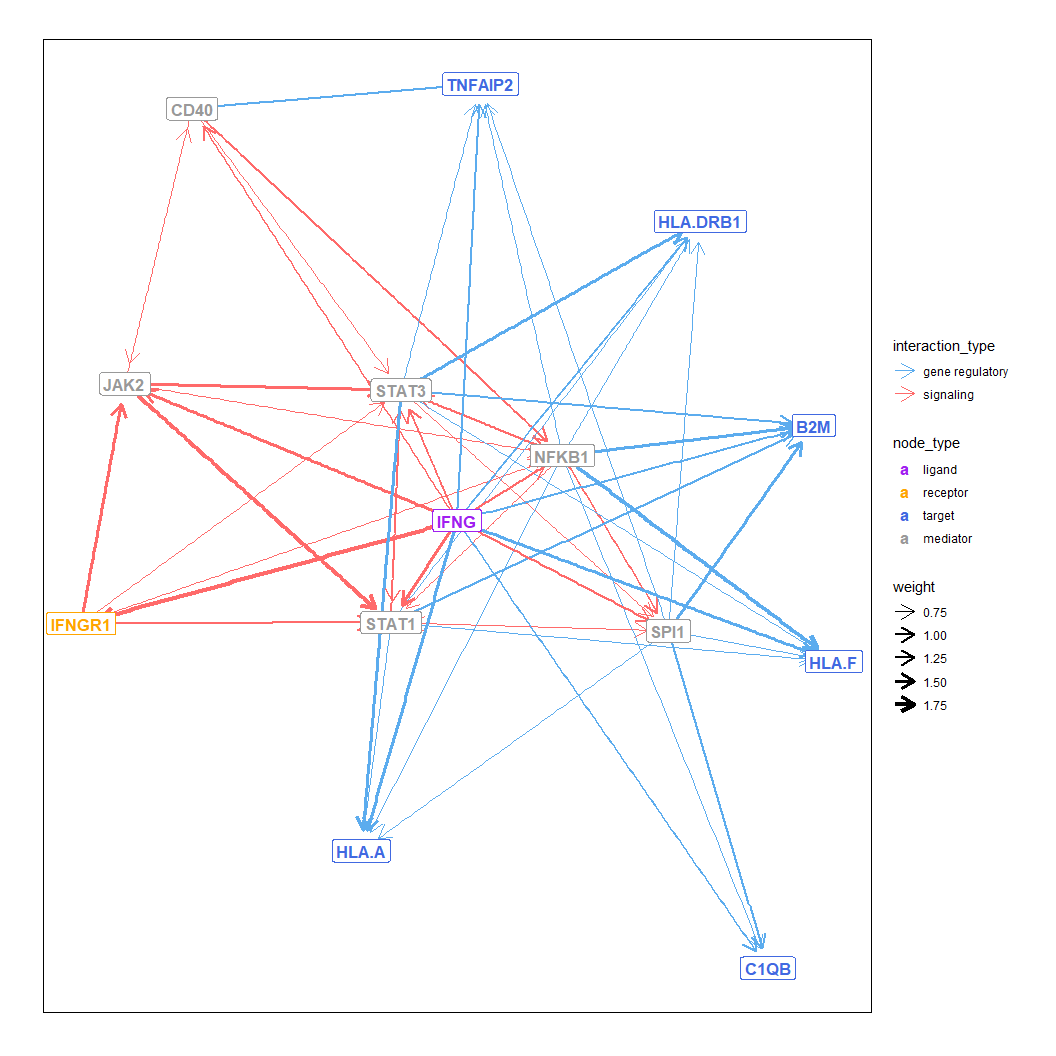 TNFAIP2
CD40
HLA.DRB1
JAK2
STAT3
B2M
NFKB1
IFNG
IFNGR1
STAT1
SPI1
HLA.F
HLA.A
C1QB
interaction_type
gene regulatory
signaling
node_type
a ligand
a receptor
a target
a mediator
weight
0.75
1.00
1.25
1.50
1.75